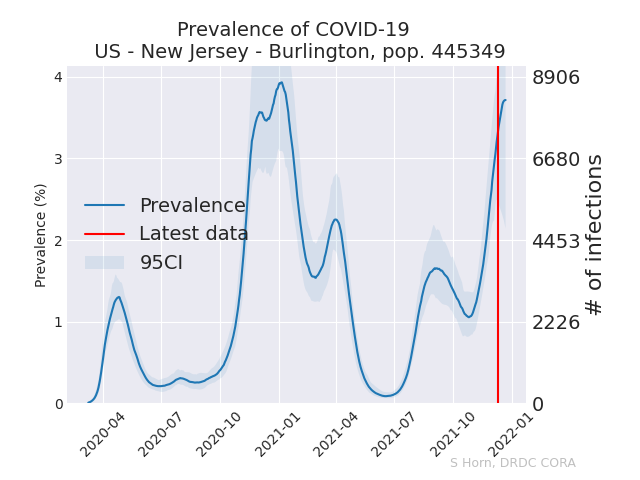 Prevalence of COVID-19
US - New Jersey - Burlington, pop. 445349
Prevalence (%)
4
3
2
1
0
8906
6680
4453
2226
0
# of infections
Prevalence
Latest data
95CI
2020-04
2020-07
2020-10
2021-01
2021-04
2021-07
2021-10
2022-01
S Horn, DRDC CORA